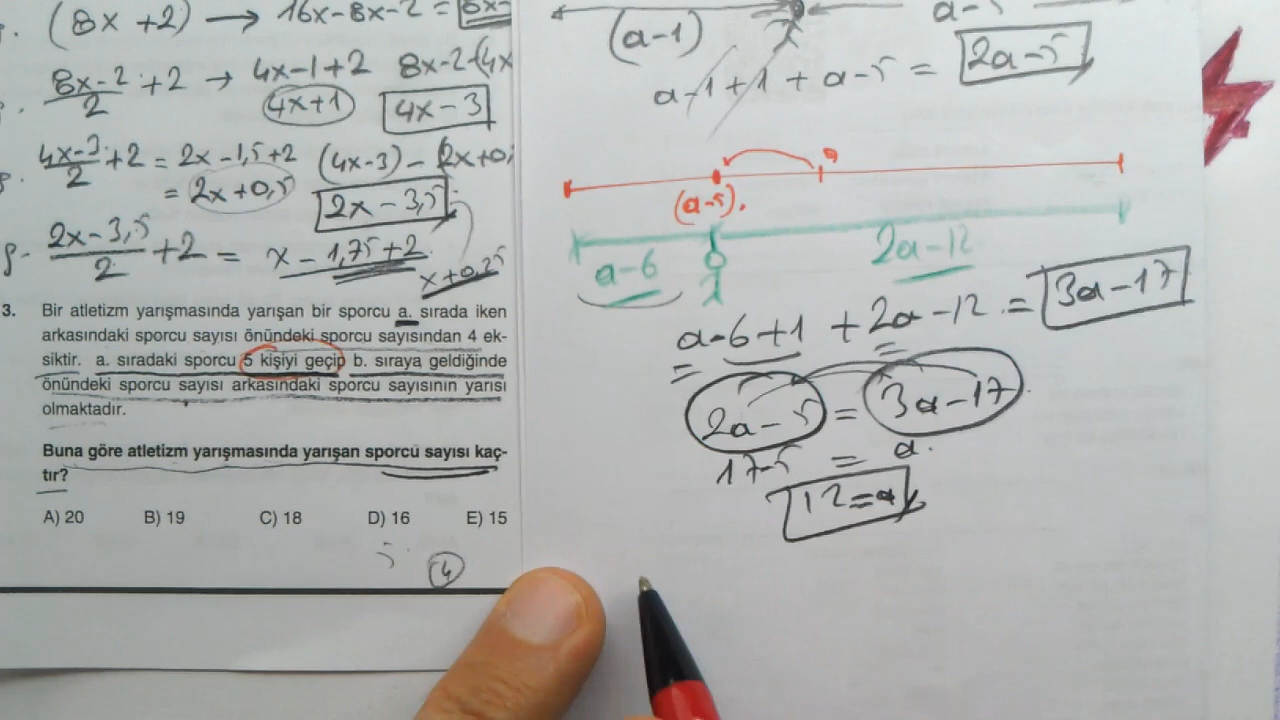 (8x +2) → 16x-8x-2 =
(8x-2)/2 +2 → 4x-1+2 8x-2-(4x
4x+1 4x-3
(4x-3)/2 +2 = 2x-1,5+2 (4x-3) - (2x+0,
= 2x+0,5 2x-3,5
(2x-3,5)/2 +2 = x-1,75+2
x+0,25
3. Bir atletizm yarışmasında yarışan bir sporcu a. sırada iken
arkasındaki sporcu sayısı önündeki sporcu sayısından 4 ek-
siktir. a. sıradaki sporcu 5 kişiyi geçip b. sıraya geldiğinde
önündeki sporcu sayısı arkasındaki sporcu sayısının yarısı
olmaktadır.
Buna göre atletizm yarışmasında yarışan sporcu sayısı kaç-
tır?
A) 20 B) 19 C) 18 D) 16 E) 15
4
(a-1) a-5
a-1+1+a-5 = 2a-5
a
(a-5).
a-6 2a-12
a-6+1 + 2a-12 = 3a-17
2a-5 = 3a-17
17-5 = a.
12=a